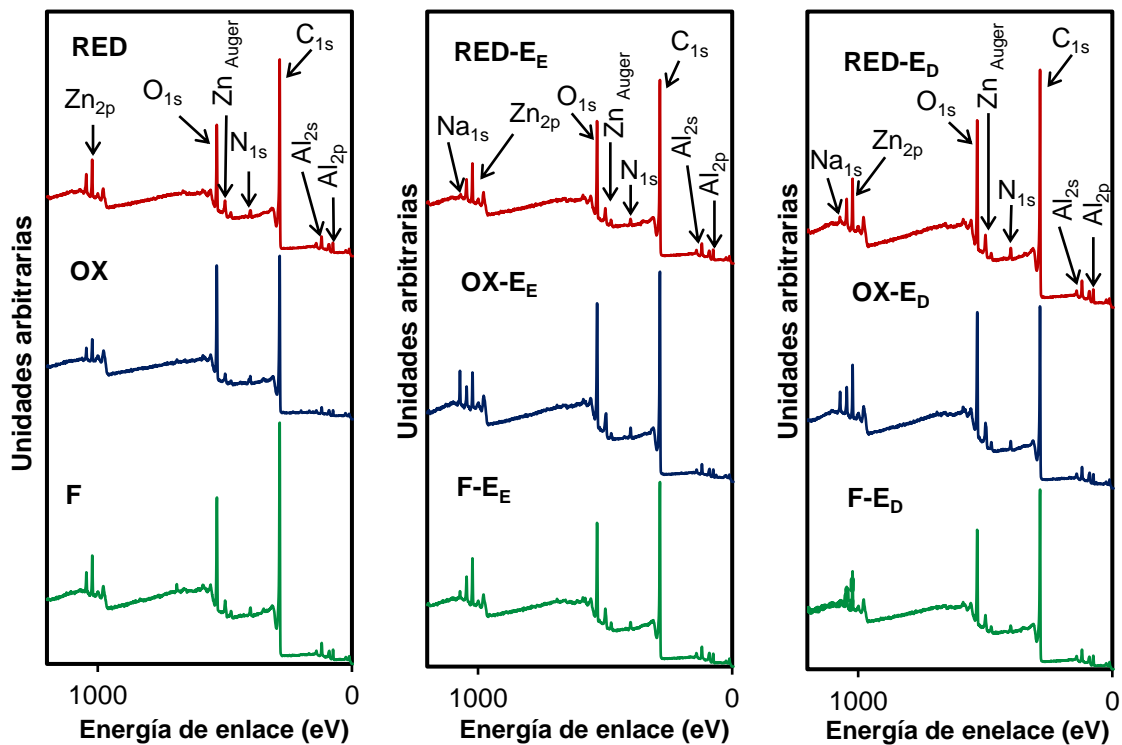 Unidades arbitrarias
RED
Zn2p
O1s
Zn Auger
N1s
C1s
Al2s
Al2p
OX
F
1000
0
Energía de enlace (eV)
Unidades arbitrarias
RED-EE
Na1s
Zn2p
O1s
Zn Auger
N1s
C1s
Al2s
Al2p
OX-EE
F-EE
1000
0
Energía de enlace (eV)
Unidades arbitrarias
RED-ED
Na1s
Zn2p
O1s
Zn Auger
N1s
C1s
Al2s
Al2p
OX-ED
F-ED
1000
0
Energía de enelace (eV)